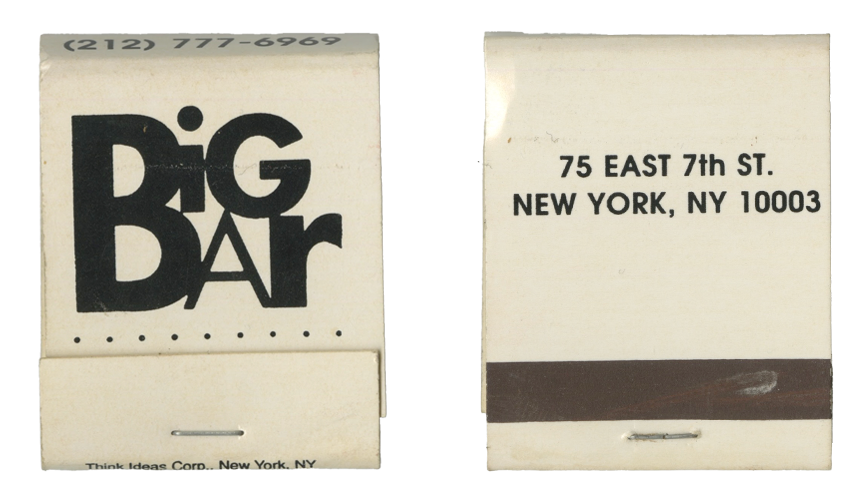 (212) 777-6969
BiG
BAr
Think Ideas Corp., New York, NY
75 EAST 7th ST.
NEW YORK, NY 10003